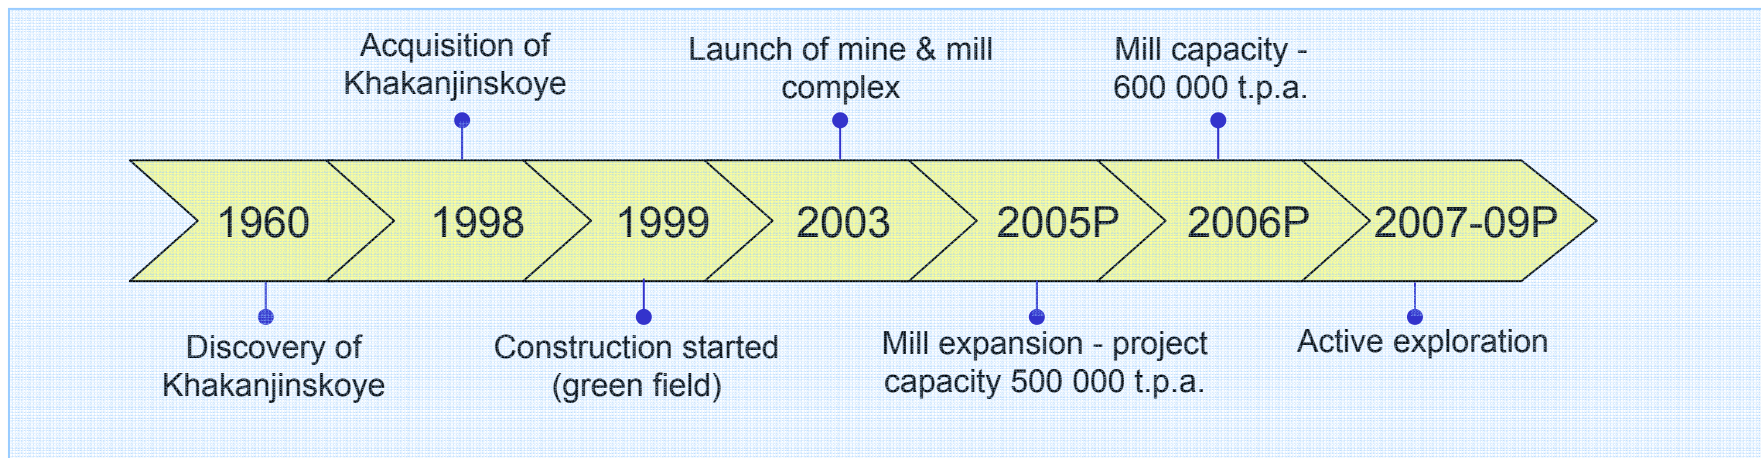 Acquisition of
Khakanjinskoye
Launch of mine & mill
complex
Mill capacity -
600 000 t.p.a.
1960
1998
1999
2003
2005P
2006P
2007-09P
Discovery of
Khakanjinskoye
Construction started
(green field)
Mill expansion - project
capacity 500 000 t.p.a.
Active exploration